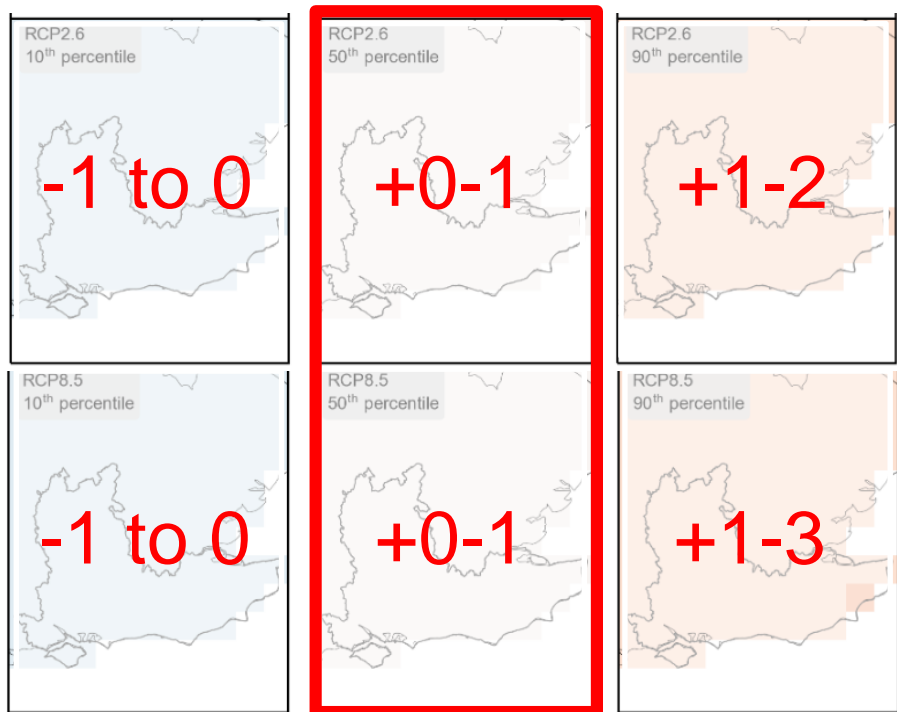 RCP2.6
10th percentile
-1 to 0
RCP2.6
50th percentile
+0-1
RCP2.6
90th percentile
+1-2
RCP8.5
10th percentile
-1 to 0
RCP8.5
50th percentile
+0-1
RCP8.5
90th percentile
+1-3